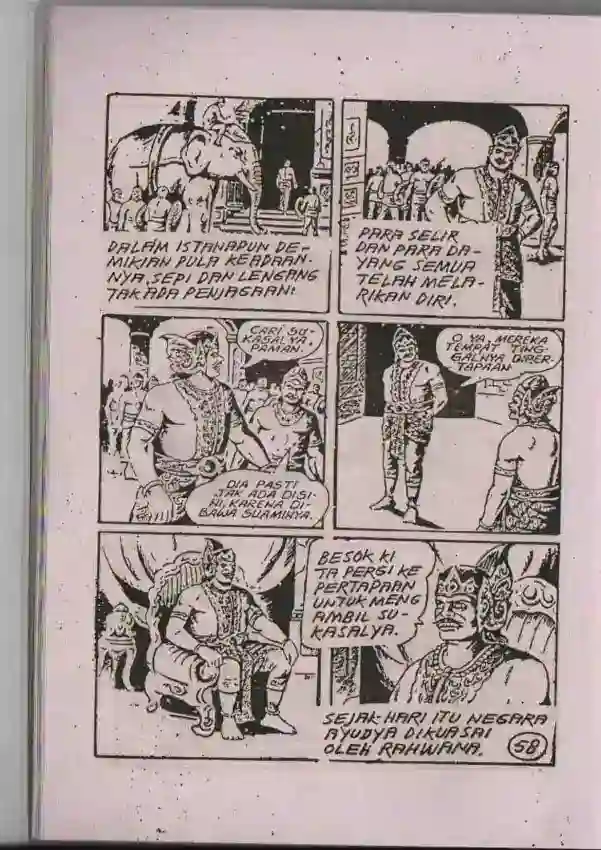 DALAM ISTANAPUN DE-
MIKIAN PULA KEADAAN-
NYA, SEPI DAN LENGANG
TAK ADA PENJAGAAN!
PARA SELIR
DAN PARA DA-
YANG SEMUA
TELAH MELA-
RIKAN DIRI.
CARI SU-
KASALYA,
PAMAN.
DIA PASTI
TAK ADA DISI-
NI, KARENA DI-
BAWA SUAMINYA.
O YA, MEREKA
TEMPAT TING-
GALNYA DIPER-
TAPAAN
BESOK KI
TA PERGI KE
PERTAPAAN
UNTUK MENG
AMBIL SU-
KASALYA.
SEJAK HARI ITU NEGARA
AYUDYA DIKUASAI
OLEH RAHWANA.
58